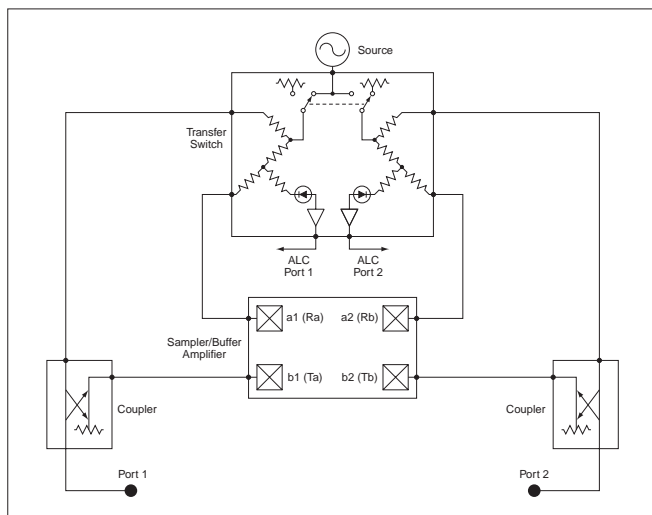 Source
Transfer
Switch
ALC
Port 1
ALC
Port 2
a1 (Ra)
a2 (Rb)
Sampler/Buffer
Amplifier
b1 (Ta)
b2 (Tb)
Coupler
Coupler
Port 1
Port 2